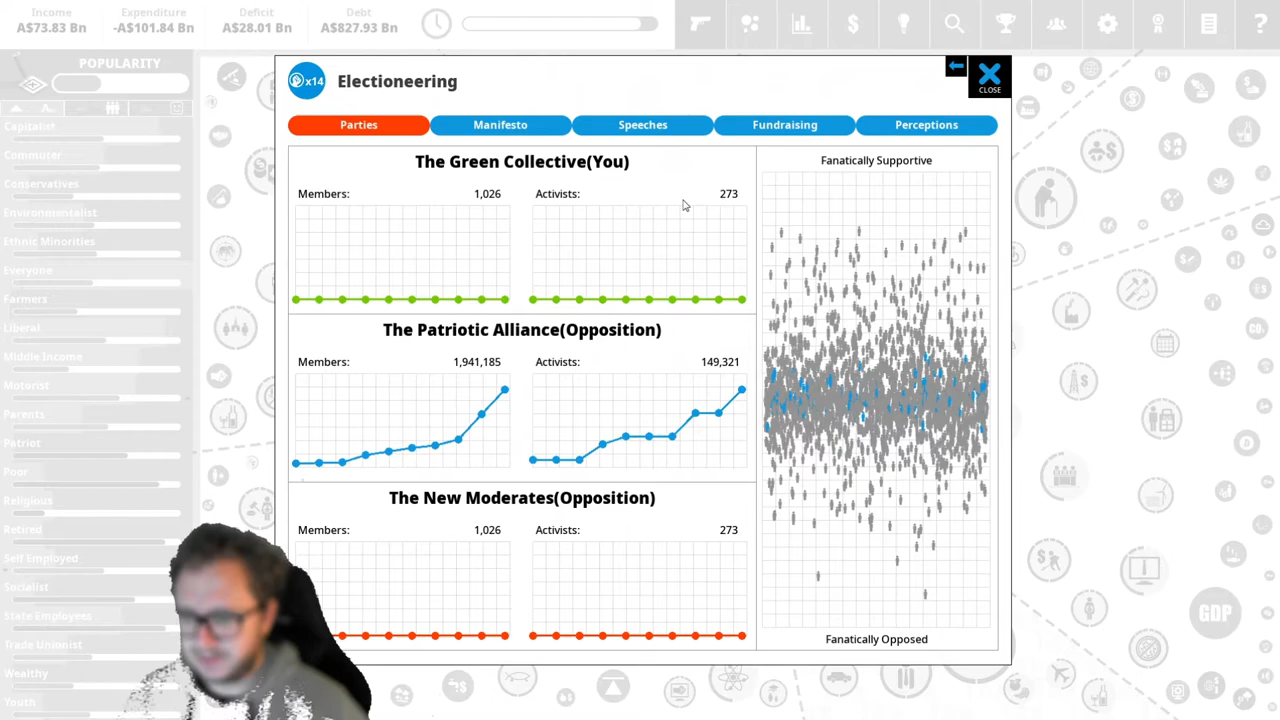 Income
A$73.83 Bn
Expenditure
-A$101.84 Bn
Deficit
A$28.01 Bn
Debt
A$827.93 Bn
POPULARITY
Capitalist
Commuter
Conservatives
Environmentalist
Ethnic Minorities
Everyone
Farmers
Liberal
Middle Income
Motorist
Parents
Patriot
Poor
Religious
Retired
Self Employed
Socialist
State Employees
Trade Unionist
Wealthy
Youth
x14
Electioneering
CLOSE
Parties
Manifesto
Speeches
Fundraising
Perceptions
The Green Collective(You)
Members: 1,026
Activists: 273
The Patriotic Alliance(Opposition)
Members: 1,941,185
Activists: 149,321
The New Moderates(Opposition)
Members: 1,026
Activists: 273
Fanatically Supportive
Fanatically Opposed
GDP